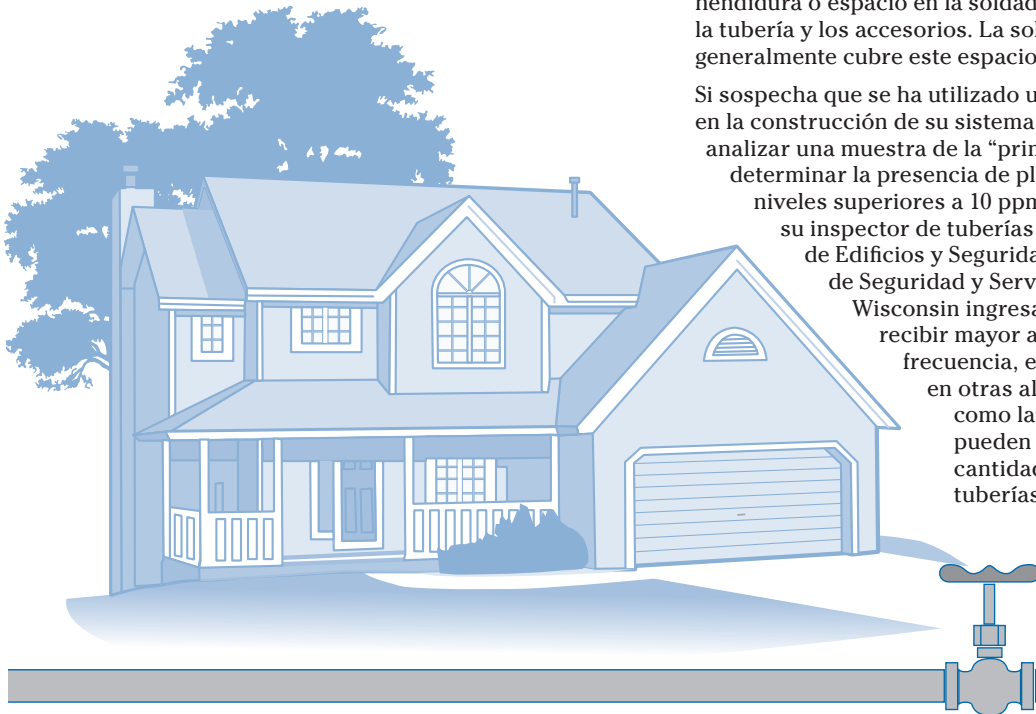 hendidura o espacio en la soldad
la tubería y los accesorios. La sol
generalmente cubre este espacio
Si sospecha que se ha utilizado u
en la construcción de su sistema
analizar una muestra de la “prin
determinar la presencia de pl
niveles superiores a 10 ppm
su inspector de tuberías
de Edificios y Segurida
de Seguridad y Serv
Wisconsin ingresa
recibir mayor a
frecuencia, e
en otras al
como la
pueden
cantidad
tuberías